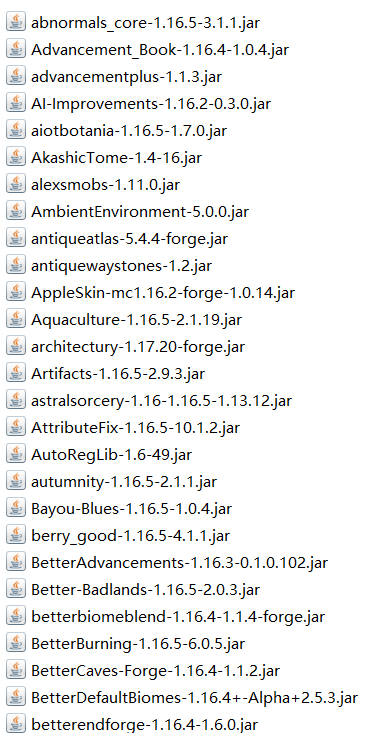 abnormals_core-1.16.5-3.1.1.jar
Advancement_Book-1.16.4-1.0.4.jar
advancementplus-1.1.3.jar
AI-Improvements-1.16.2-0.3.0.jar
aiotbotania-1.16.5-1.7.0.jar
AkashicTome-1.4-16.jar
alexsmobs-1.11.0.jar
AmbientEnvironment-5.0.0.jar
antiqueatlas-5.4.4-forge.jar
antiquewaystones-1.2.jar
AppleSkin-mc1.16.2-forge-1.0.14.jar
Aquaculture-1.16.5-2.1.19.jar
architectury-1.17.20-forge.jar
Artifacts-1.16.5-2.9.3.jar
astralsorcery-1.16-1.16.5-1.13.12.jar
AttributeFix-1.16.5-10.1.2.jar
AutoRegLib-1.6-49.jar
autumnity-1.16.5-2.1.1.jar
Bayou-Blues-1.16.5-1.0.4.jar
berry_good-1.16.5-4.1.1.jar
BetterAdvancements-1.16.3-0.1.0.102.jar
Better-Badlands-1.16.5-2.0.3.jar
betterbiomeblend-1.16.4-1.1.4-forge.jar
BetterBurning-1.16.5-6.0.5.jar
BetterCaves-Forge-1.16.4-1.1.2.jar
BetterDefaultBiomes-1.16.4+-Alpha+2.5.3.jar
betterendforge-1.16.4-1.6.0.jar